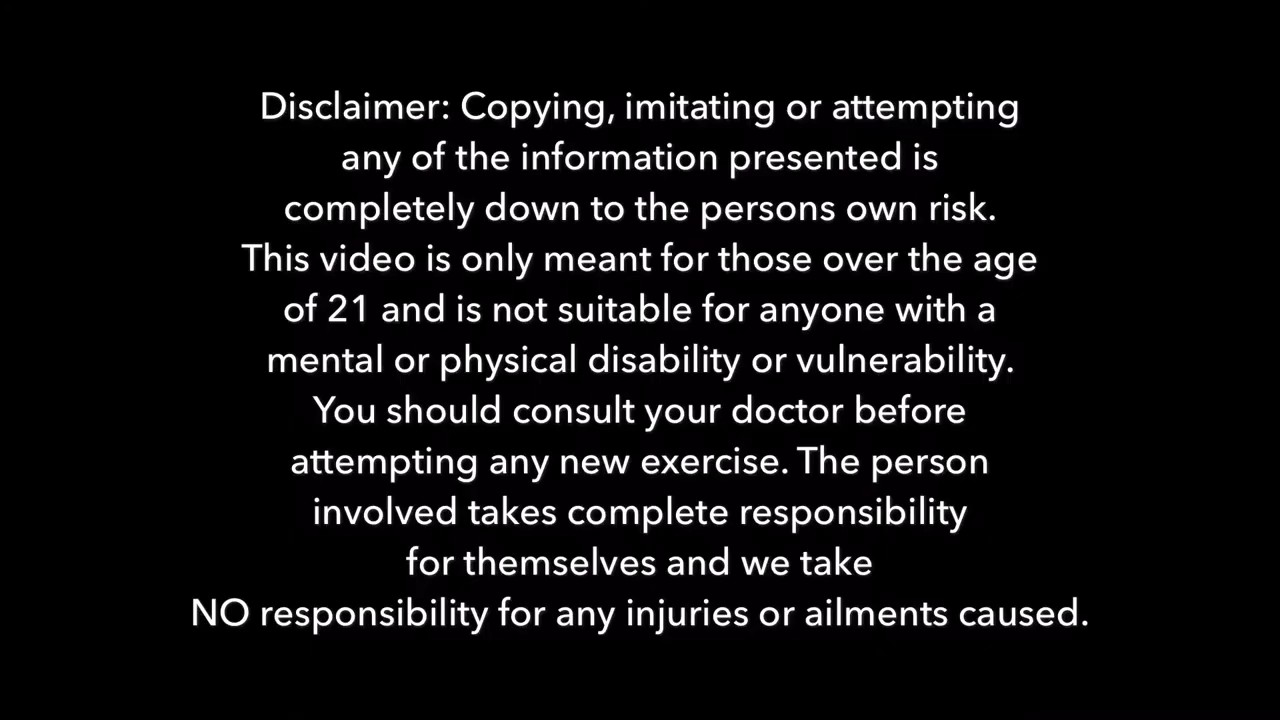 Disclaimer: Copying, imitating or attempting
any of the information presented is
completely down to the persons own risk.
This video is only meant for those over the age
of 21 and is not suitable for anyone with a
mental or physical disability or vulnerability.
You should consult your doctor before
attempting any new exercise. The person
involved takes complete responsibility
for themselves and we take
NO responsibility for any injuries or ailments caused.